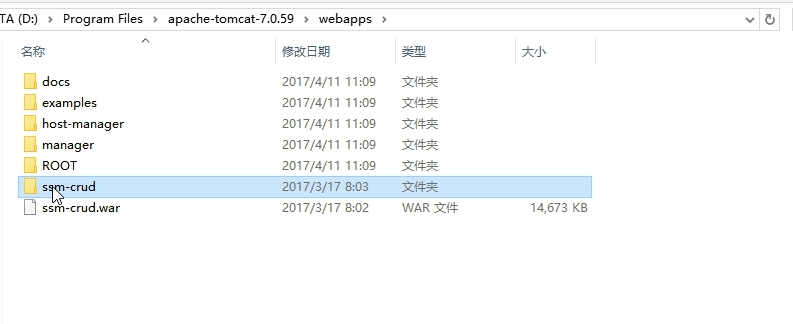 TA (D:) > Program Files > apache-tomcat-7.0.59 > webapps >
名称 修改日期 类型 大小
docs 2017/4/11 11:09 文件夹
examples 2017/4/11 11:09 文件夹
host-manager 2017/4/11 11:09 文件夹
manager 2017/4/11 11:09 文件夹
ROOT 2017/4/11 11:09 文件夹
ssm-crud 2017/3/17 8:03 文件夹
ssm-crud.war 2017/3/17 8:02 WAR 文件 14,673 KB